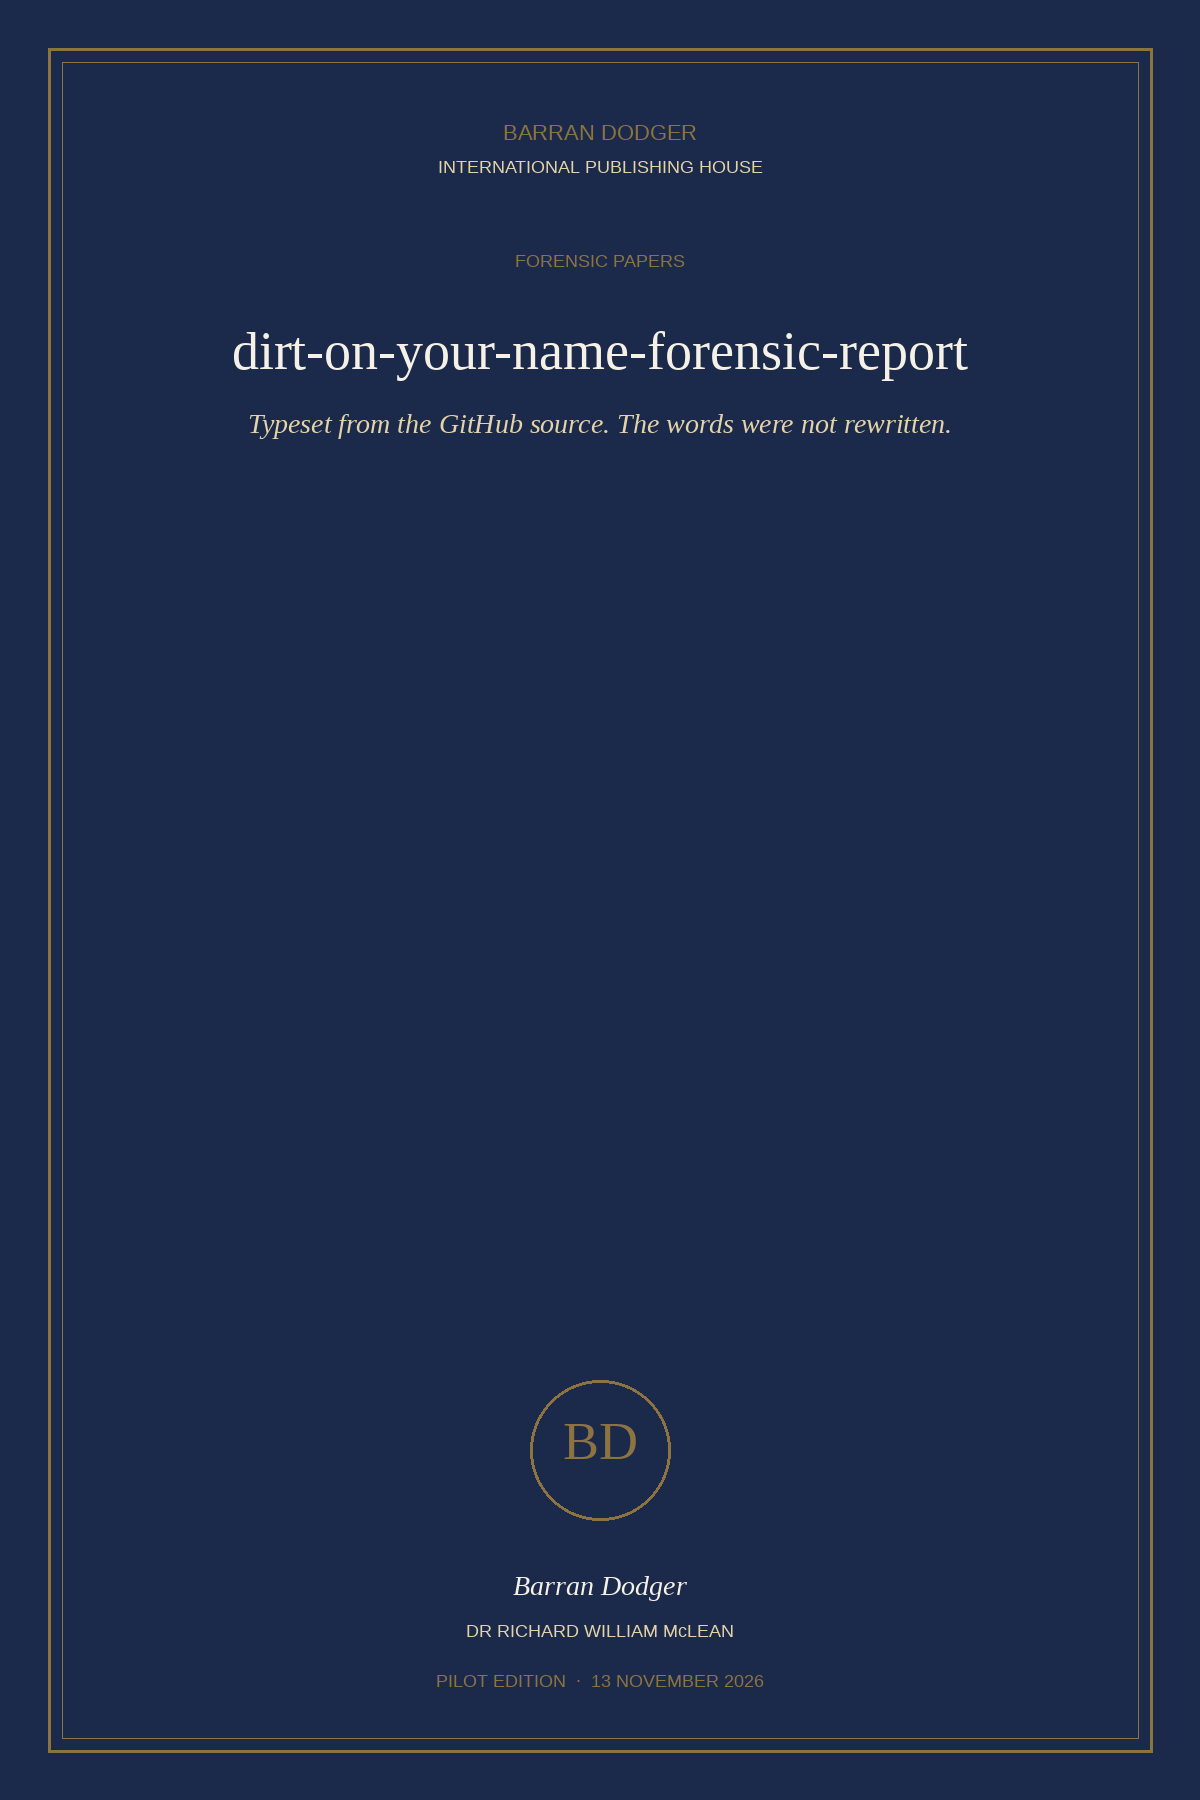 BARRAN DODGER
INTERNATIONAL PUBLISHING HOUSE
FORENSIC PAPERS
dirt-on-your-name-forensic-report
Typeset from the GitHub source. The words were not rewritten.
BD
Barran Dodger
DR RICHARD WILLIAM McLEAN
PILOT EDITION · 13 NOVEMBER 2026